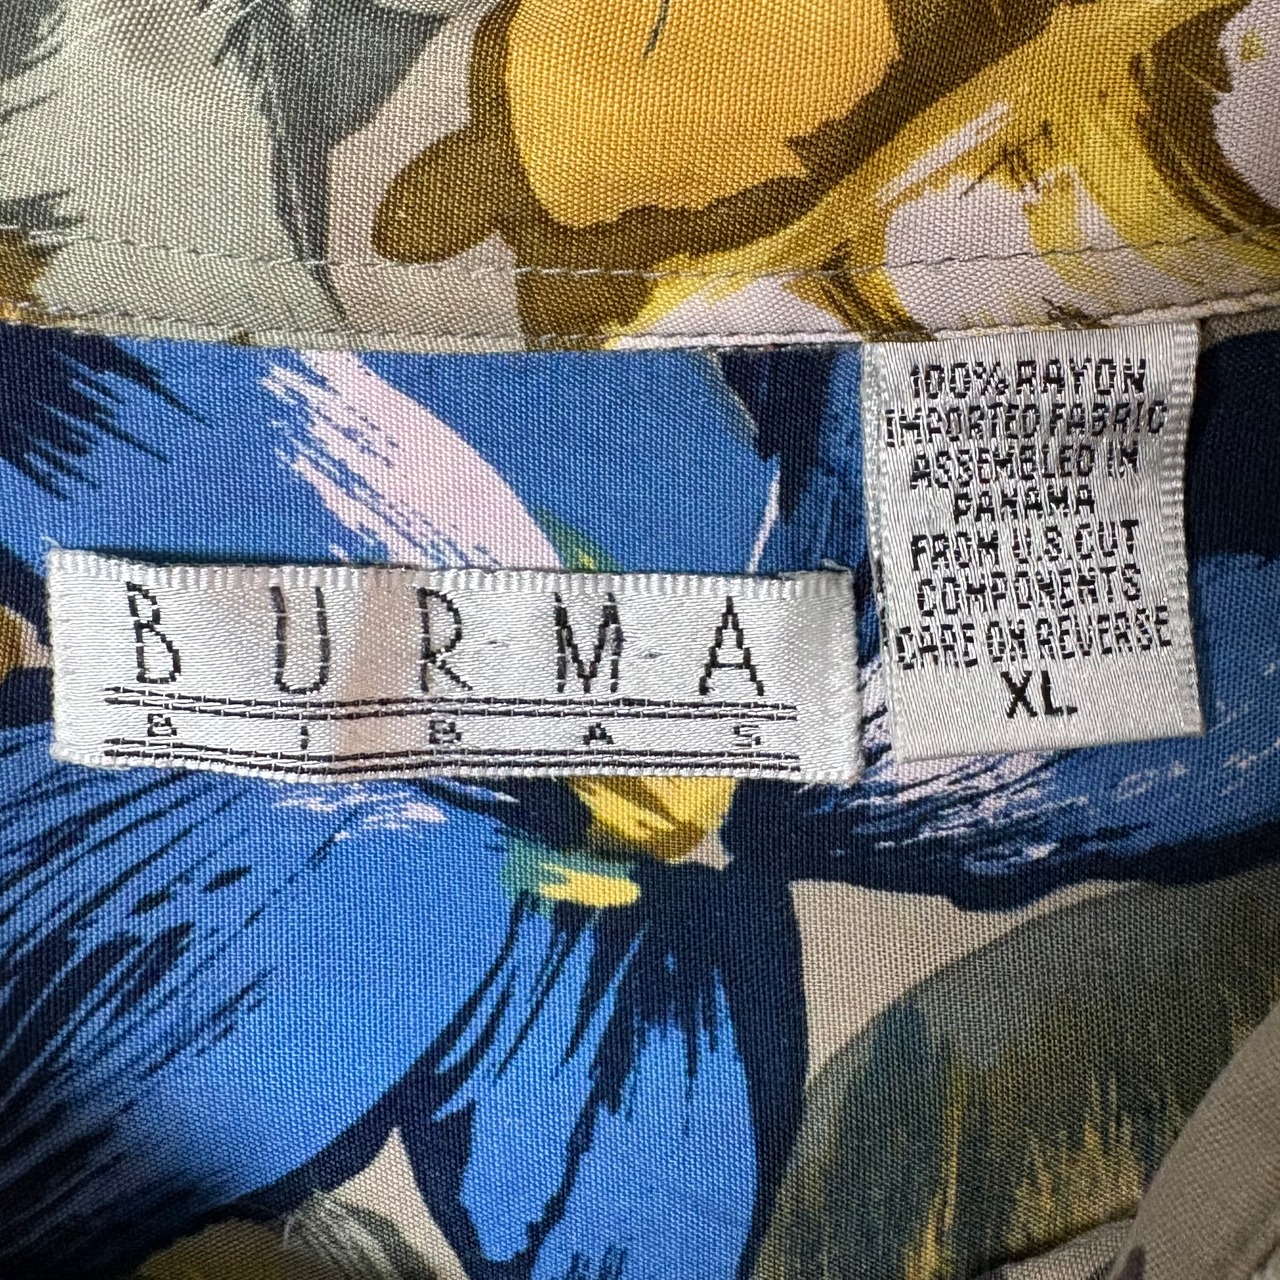 BURMA
BIBAS
100% RAYON
IMPORTED FABRIC
ASSEMBLED IN
PANAMA
FROM U.S. CUT
COMPONENTS
CARE ON REVERSE
XL